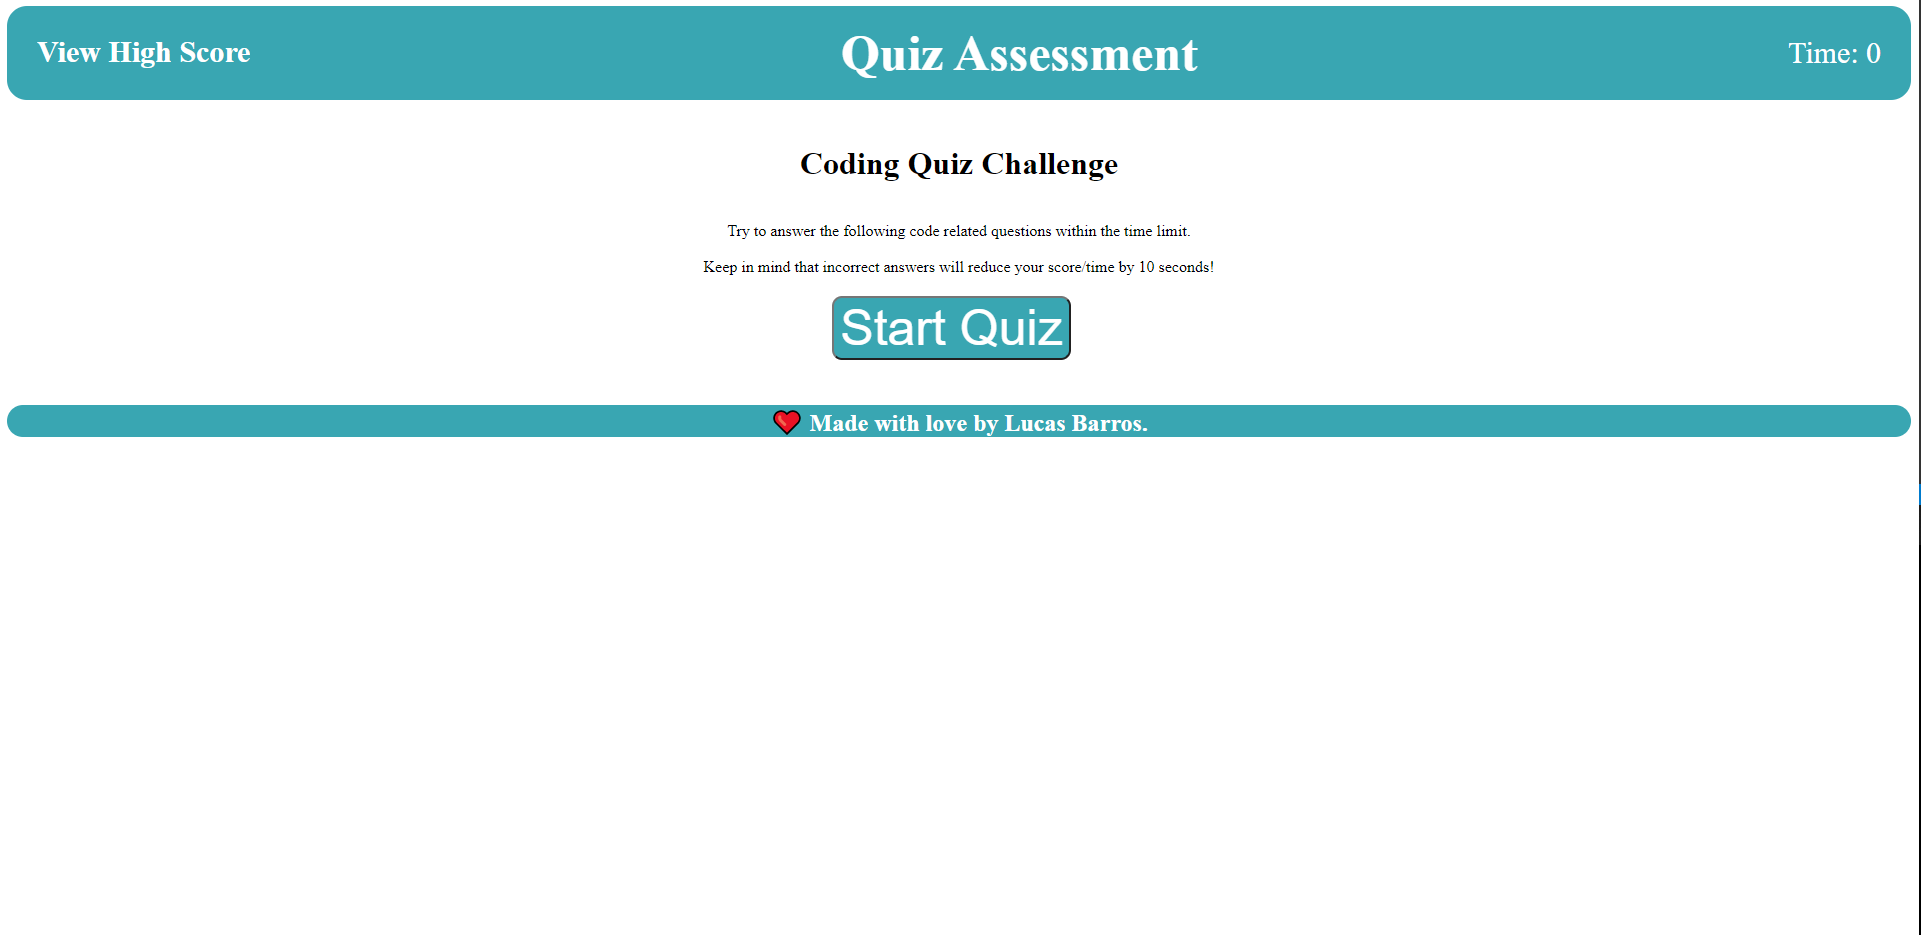 View High Score
Quiz Assessment
Time: 0
Coding Quiz Challenge
Try to answer the following code related questions within the time limit.
Keep in mind that incorrect answers will reduce your score/time by 10 seconds!
Start Quiz
❤️ Made with love by Lucas Barros.